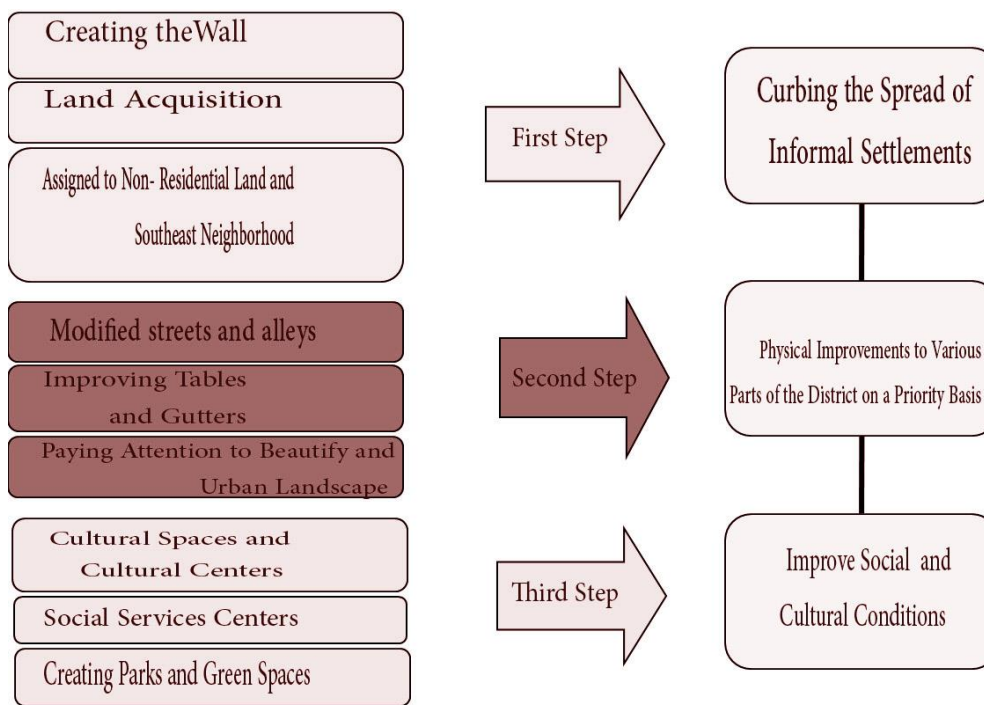 Creating theWall
Land Acquisition
Assigned to Non- Residential Land and
Southeast Neighborhood
First Step
Curbing the Spread of
Informal Settlements
Modified streets and alleys
Improving Tables
and Gutters
Paying Attention to Beautify and
Urban Landscape
Second Step
Physical Improvements to Various
Parts of the District on a Priority Basis
Cultural Spaces and
Cultural Centers
Social Services Centers
Creating Parks and Green Spaces
Third Step
Improve Social and
Cultural Conditions